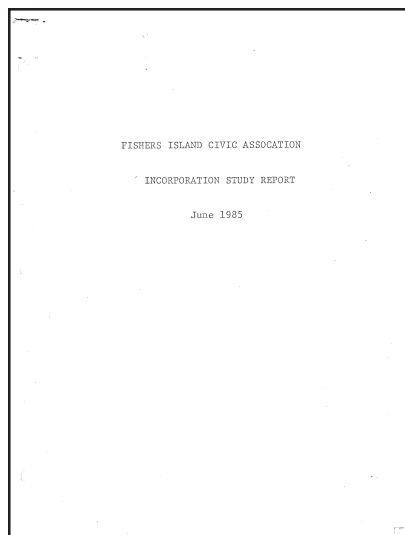 FISHERS ISLAND CIVIC ASSOCATION
INCORPORATION STUDY REPORT
June 1985